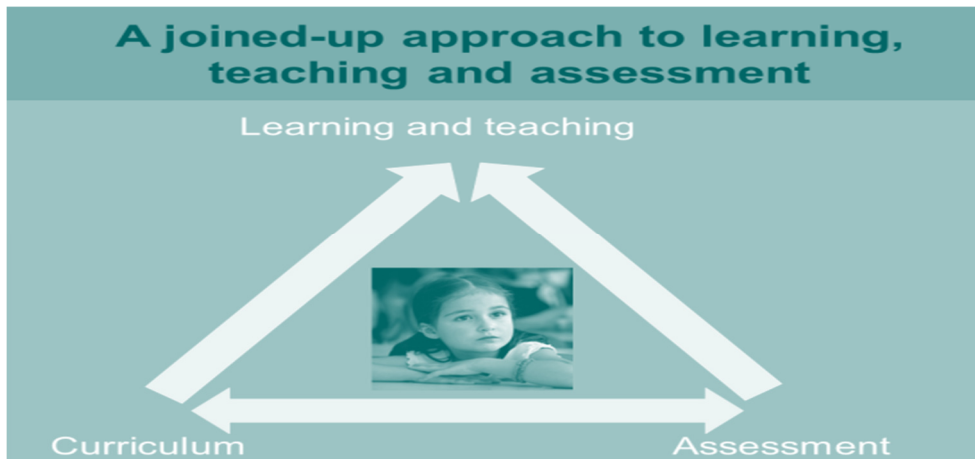 A joined-up approach to learning,
teaching and assessment
Learning and teaching
Curriculum
Assessment